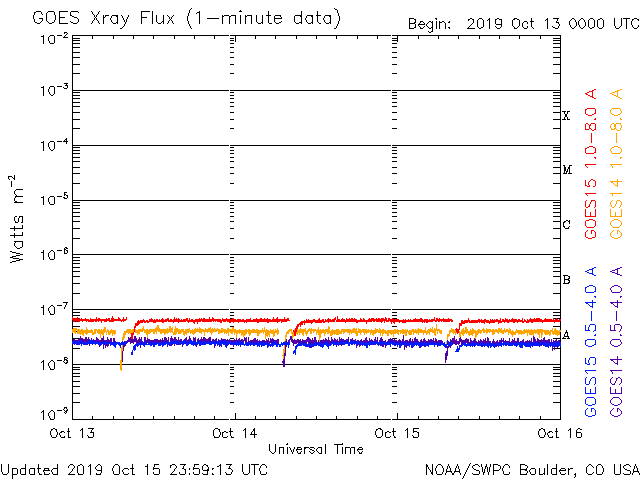 GOES Xray Flux (1-minute data)
Begin: 2019 Oct 13 0000 UTC
10-2
10-3
10-4
10-5
10-6
10-7
10-8
10-9
Watts m-2
X
M
C
B
A
GOES15 1.0-8.0 A
GOES14 1.0-8.0 A
GOES15 0.5-4.0 A
GOES14 0.5-4.0 A
Oct 13 Oct 14 Oct 15 Oct 16
Universal Time
Updated 2019 Oct 15 23:59:13 UTC
NOAA/SWPC Boulder, CO USA